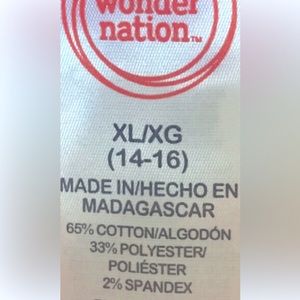 wonder
nation™
XL/XG
(14-16)
MADE IN/HECHO EN
MADAGASCAR
65% COTTON/ALGODÓN
33% POLYESTER/
POLIÉSTER
2% SPANDEX